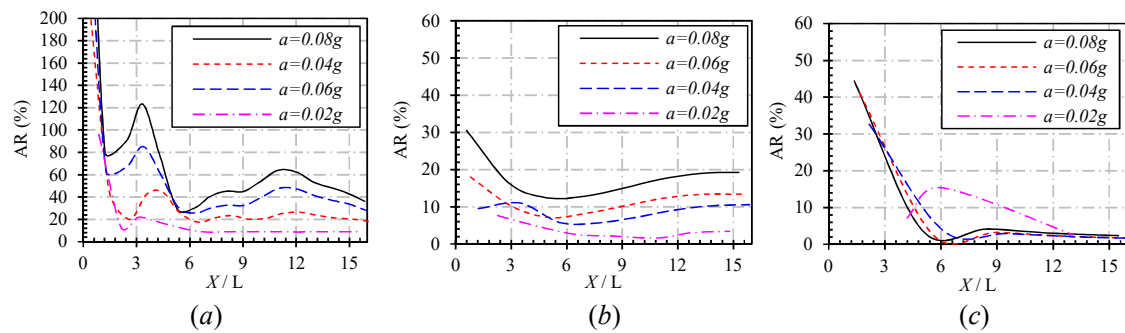 200
180
160
140
120
100
80
60
40
20
0
AR (%)
a=0.08g
a=0.04g
a=0.06g
a=0.02g
0 3 6 9 12 15
X / L
(a)
60
50
40
30
20
10
0
AR (%)
a=0.08g
a=0.06g
a=0.04g
a=0.02g
0 3 6 9 12 15
X / L
(b)
60
50
40
30
20
10
0
AR (%)
a=0.08g
a=0.06g
a=0.04g
a=0.02g
0 3 6 9 12 15
X / L
(c)